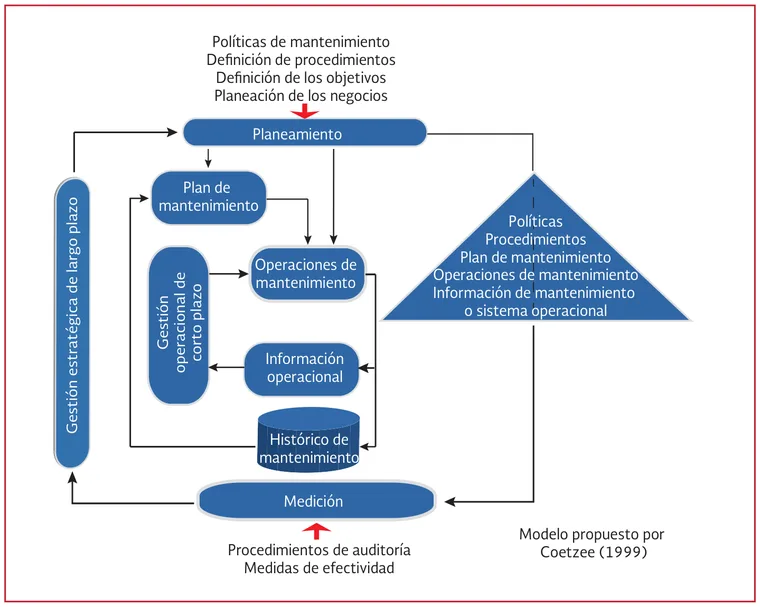 Políticas de mantenimiento
Definición de procedimientos
Definición de los objetivos
Planeación de los negocios
Planeamiento
Plan de
mantenimiento
Operaciones de
mantenimiento
Gestión
operacional de
corto plazo
Información
operacional
Histórico de
mantenimiento
Gestión estratégica de largo plazo
Políticas
Procedimientos
Plan de mantenimiento
Operaciones de mantenimiento
Información de mantenimiento
o sistema operacional
Medición
Procedimientos de auditoría
Medidas de efectividad
Modelo propuesto por
Coetzee (1999)